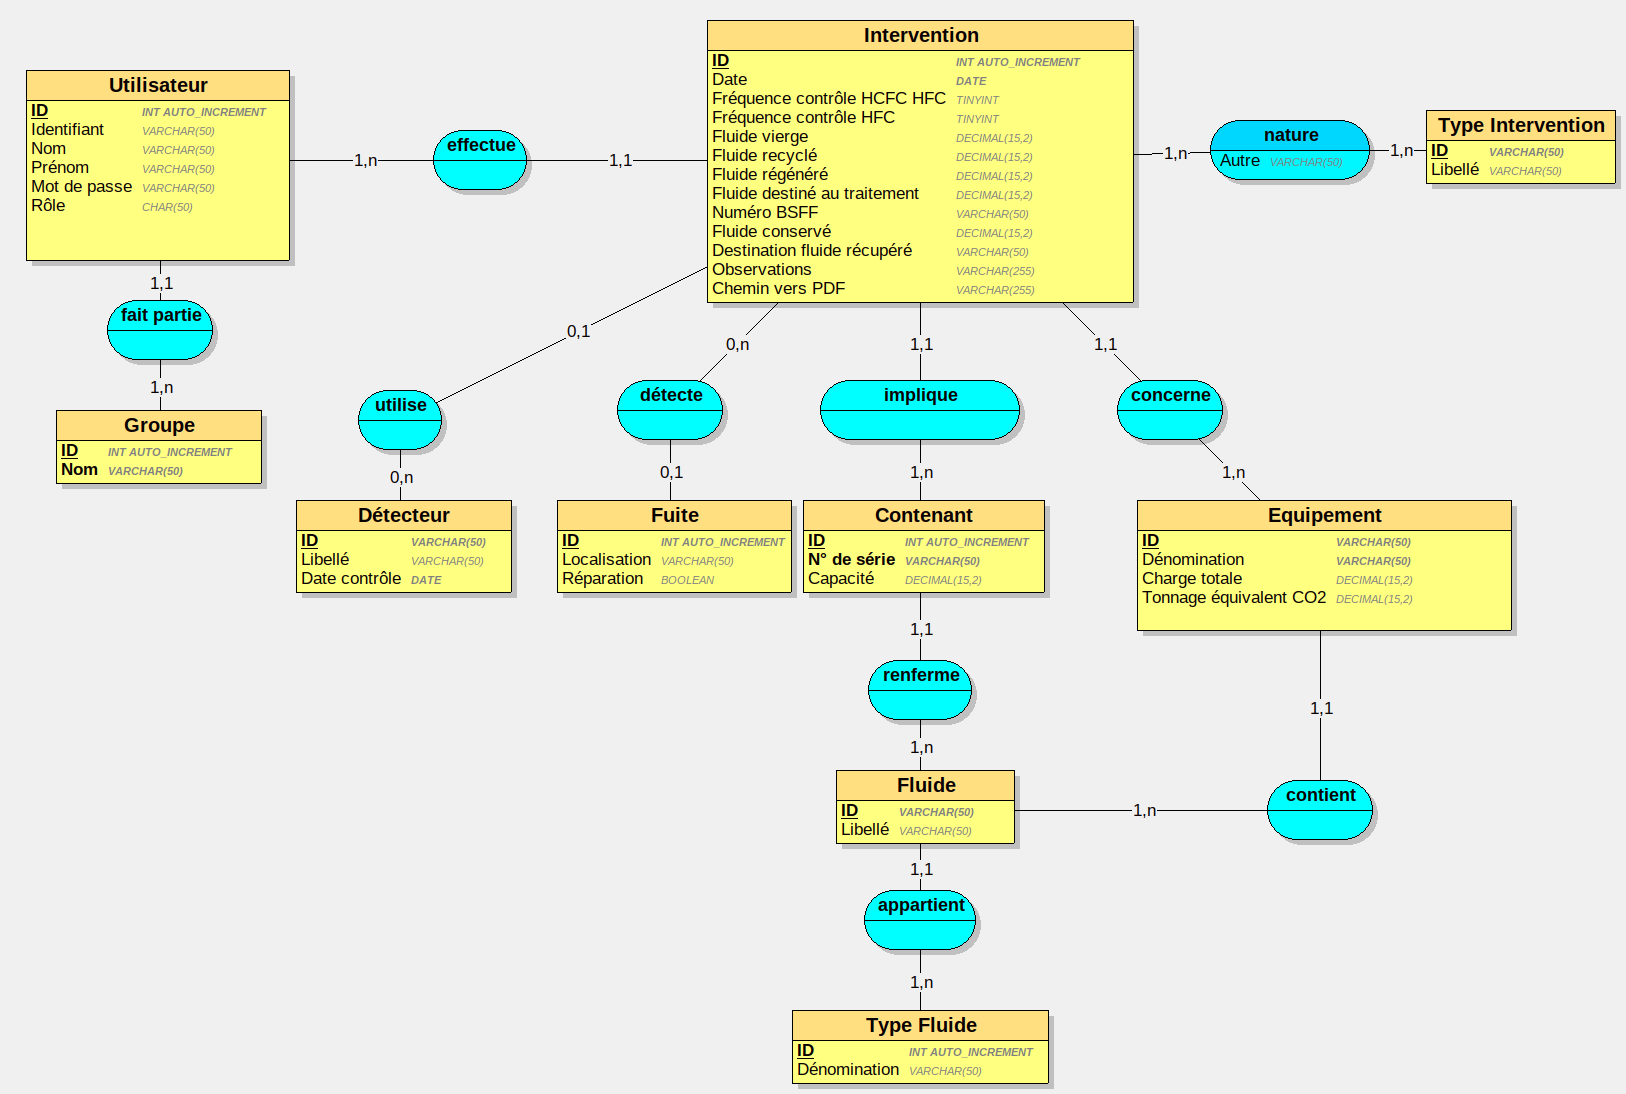 Intervention
ID INT AUTO_INCREMENT
Date DATE
Fréquence contrôle HCFC HFC TINYINT
Fréquence contrôle HFC TINYINT
Fluide vierge DECIMAL(15,2)
Fluide recyclé DECIMAL(15,2)
Fluide régénéré DECIMAL(15,2)
Fluide destiné au traitement DECIMAL(15,2)
Numéro BSFF VARCHAR(50)
Fluide conservé DECIMAL(15,2)
Destination fluide récupéré VARCHAR(50)
Observations VARCHAR(255)
Chemin vers PDF VARCHAR(255)
Utilisateur
ID INT AUTO_INCREMENT
Identifiant VARCHAR(50)
Nom VARCHAR(50)
Prénom VARCHAR(50)
Mot de passe VARCHAR(50)
Rôle CHAR(50)
1,n
effectue
1,1
1,n
nature
Autre VARCHAR(50)
1,n
Type Intervention
ID VARCHAR(50)
Libellé VARCHAR(50)
1,1
fait partie
1,n
Groupe
ID INT AUTO_INCREMENT
Nom VARCHAR(50)
0,1
utilise
0,n
Détecteur
ID VARCHAR(50)
Libellé VARCHAR(50)
Date contrôle DATE
0,n
détecte
0,1
Fuite
ID INT AUTO_INCREMENT
Localisation VARCHAR(50)
Réparation BOOLEAN
1,1
implique
1,n
Contenant
ID INT AUTO_INCREMENT
N° de série VARCHAR(50)
Capacité DECIMAL(15,2)
1,1
concerne
1,n
Equipement
ID VARCHAR(50)
Dénomination VARCHAR(50)
Charge totale DECIMAL(15,2)
Tonnage équivalent CO2 DECIMAL(15,2)
1,1
renferme
1,n
1,1
contient
1,n
Fluide
ID VARCHAR(50)
Libellé VARCHAR(50)
1,1
appartient
1,n
Type Fluide
ID INT AUTO_INCREMENT
Dénomination VARCHAR(50)